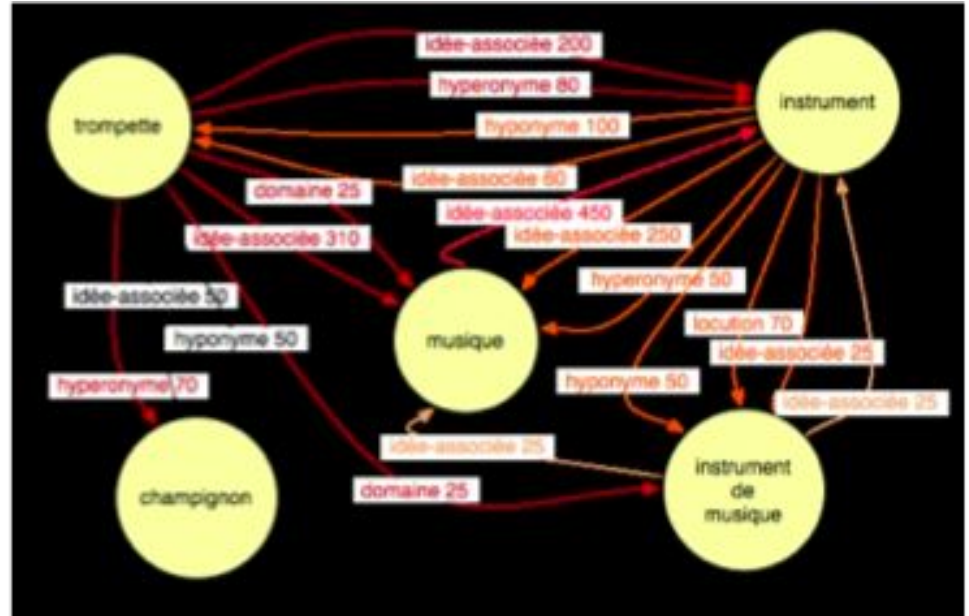 idée-associée 200
hyperonyme 80
trompette
instrument
hyponyme 100
idée-associée 60
domaine 25
idée-associée 450
idée-associée 310
idée-associée 250
hyperonyme 50
idée-associée 50
locution 70
hyponyme 50
musique
idée-associée 25
hyperonyme 70
hyponyme 50
idée-associée 25
idée-associée 25
instrument
de
musique
domaine 25
champignon